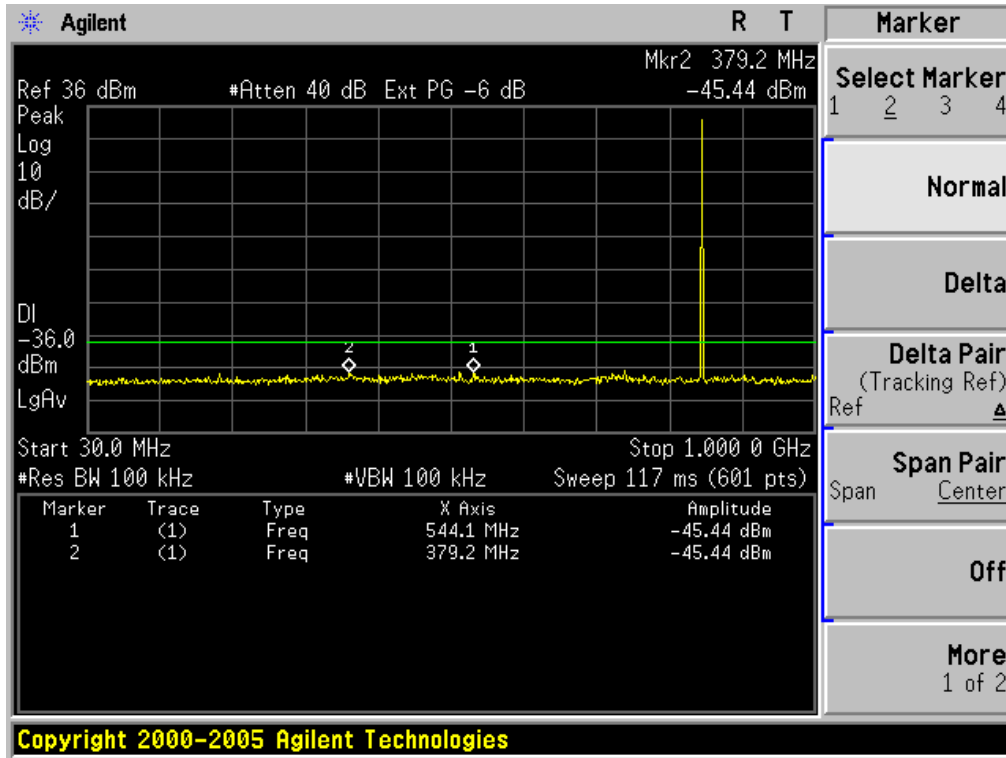 Agilent R T
Mkr2 379.2 MHz
Ref 36 dBm #Atten 40 dB Ext PG -6 dB -45.44 dBm
Peak
Log
10
dB/
DI
-36.0
dBm
LgAv
2 1
Start 30.0 MHz Stop 1.000 0 GHz
#Res BW 100 kHz #VBW 100 kHz Sweep 117 ms (601 pts)
Marker Trace Type X Axis Amplitude
1 (1) Freq 544.1 MHz -45.44 dBm
2 (1) Freq 379.2 MHz -45.44 dBm
Copyright 2000-2005 Agilent Technologies
Marker
Select Marker
1 2 3 4
Normal
Delta
Delta Pair
(Tracking Ref)
Ref Δ
Span Pair
Span Center
Off
More
1 of 2